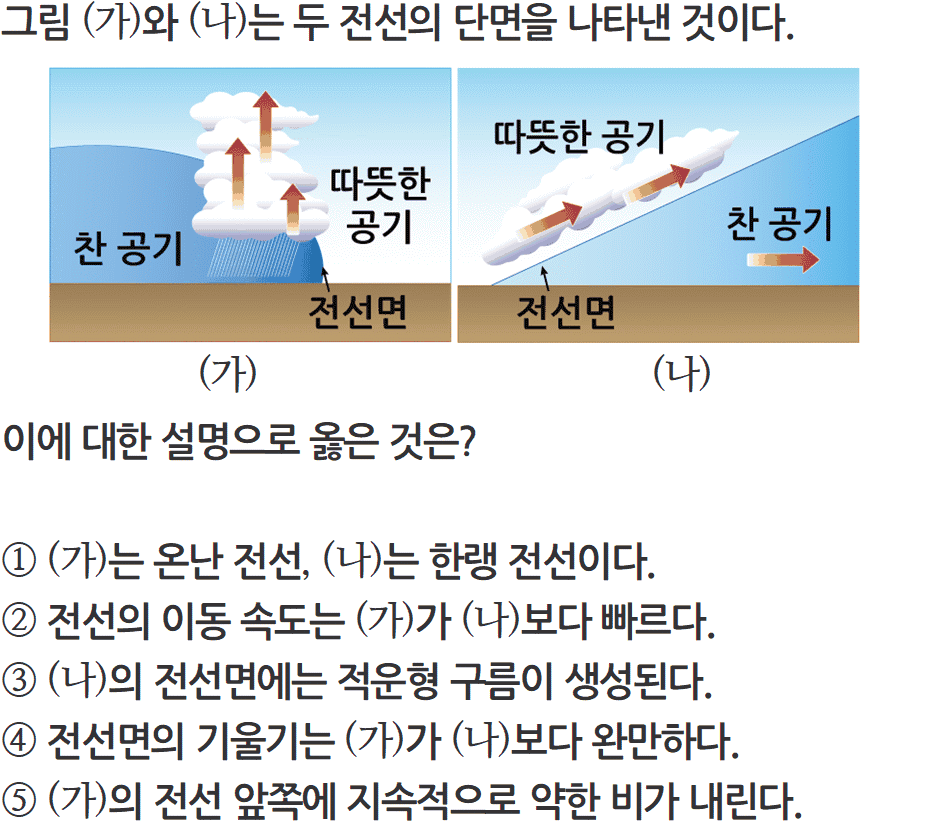 그림 (가)와 (나)는 두 전선의 단면을 나타낸 것이다.
찬 공기
따뜻한
공기
전선면
(가)
따뜻한 공기
찬 공기
전선면
(나)
이에 대한 설명으로 옳은 것은?
① (가)는 온난 전선, (나)는 한랭 전선이다.
② 전선의 이동 속도는 (가)가 (나)보다 빠르다.
③ (나)의 전선면에는 적운형 구름이 생성된다.
④ 전선면의 기울기는 (가)가 (나)보다 완만하다.
⑤ (가)의 전선 앞쪽에 지속적으로 약한 비가 내린다.